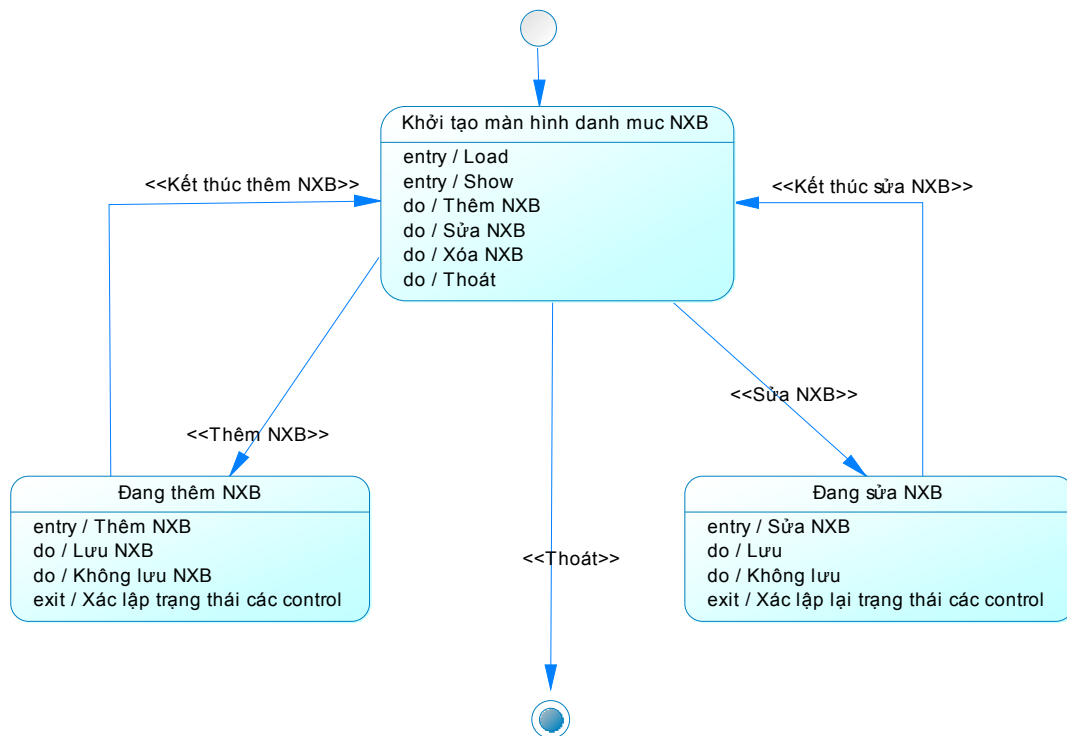 Khởi tạo màn hình danh muc NXB
entry / Load
entry / Show
do / Thêm NXB
do / Sửa NXB
do / Xóa NXB
do / Thoát
<<Kết thúc thêm NXB>>
<<Kết thúc sửa NXB>>
<<Sửa NXB>>
<<Thêm NXB>>
Đang thêm NXB
entry / Thêm NXB
do / Lưu NXB
do / Không lưu NXB
exit / Xác lập trạng thái các control
<<Thoát>>
Đang sửa NXB
entry / Sửa NXB
do / Lưu
do / Không lưu
exit / Xác lập lại trạng thái các control